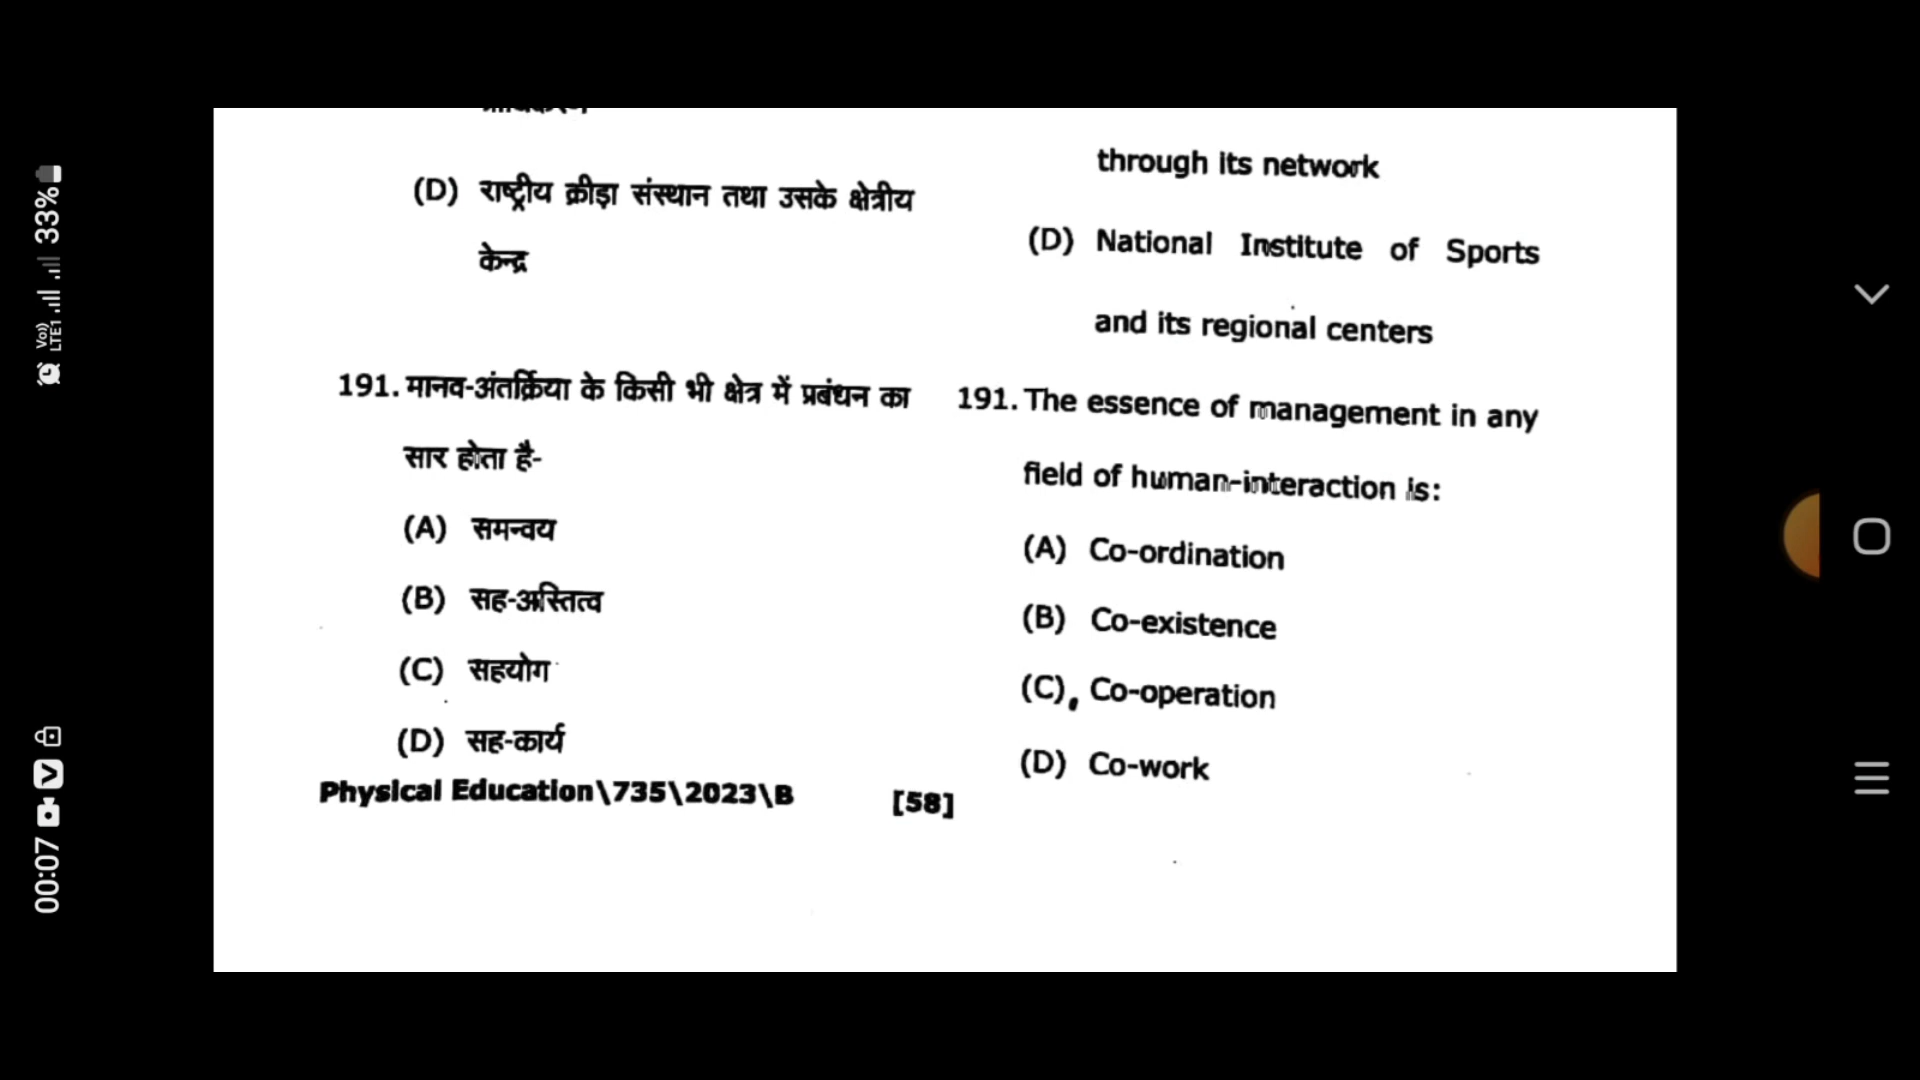 (D) राष्ट्रीय क्रीड़ा संस्थान तथा उसके क्षेत्रीय
केन्द्र
191. मानव-अंतर्क्रिया के किसी भी क्षेत्र में प्रबंधन का
सार होता है-
(A) समन्वय
(B) सह-अस्तित्व
(C) सहयोग
(D) सह-कार्य
Physical Education\735\2023\B
[58]
through its network
(D) National Institute of Sports
and its regional centers
191. The essence of management in any
field of human-interaction is:
(A) Co-ordination
(B) Co-existence
(C) Co-operation
(D) Co-work
33%
Vo)) LTE1
00:07